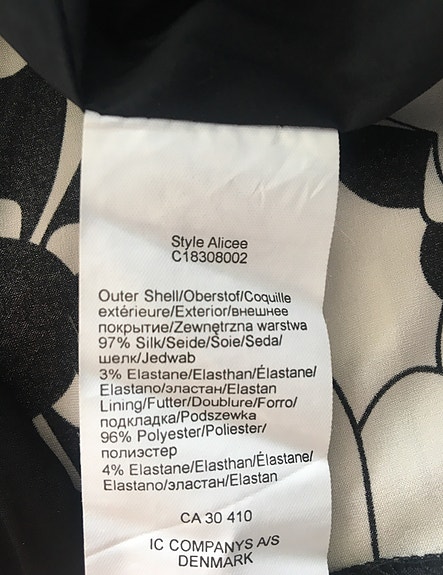 Style Alicee
C18308002
Outer Shell/Oberstof/Coquille
extérieure/Exterior/внешнее
покрытие/Zewnętrzna warstwa
97% Silk/Seide/Soie/Seda/
шелк/Jedwab
3% Elastane/Elasthan/Élastane/
Elastano/эластан/Elastan
Lining/Futter/Doublure/Forro/
подкладка/Podszewka
96% Polyester/Poliester/
полиэстер
4% Elastane/Elasthan/Élastane/
Elastano/эластан/Elastan
CA 30 410
IC COMPANYS A/S
DENMARK